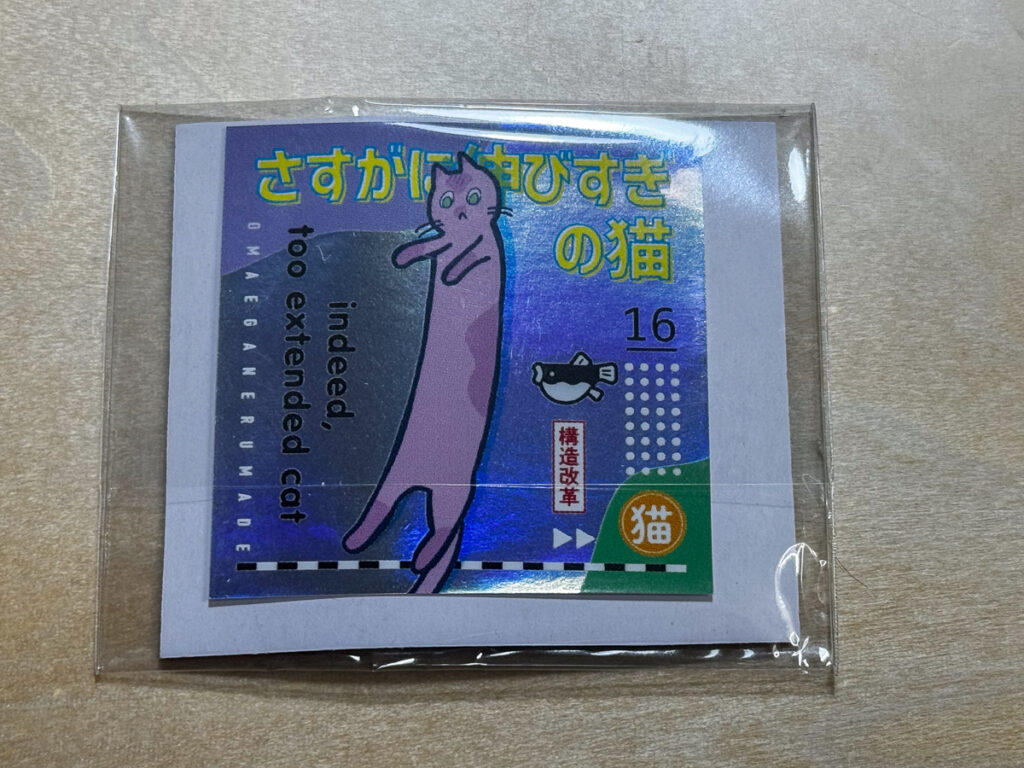 さすがに伸びすぎ
の猫
indeed,
too extended cat
OMAEGANERUMADE
16
構造改革
猫